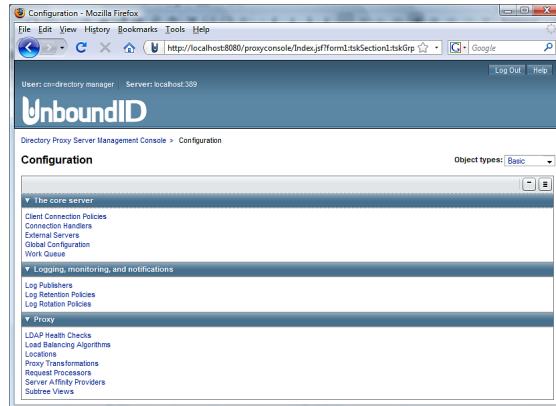 Configuration - Mozilla Firefox
File Edit View History Bookmarks Tools Help
http://localhost:8080/proxyconsole/Index.jsf?form1:tskSection1:tskGrp
Google
Log Out Help
User: cn=directory manager Server: localhost:389
UnboundID
Directory Proxy Server Management Console > Configuration
Configuration
Object types: Basic
The core server
Client Connection Policies
Connection Handlers
External Servers
Global Configuration
Work Queue
Logging, monitoring, and notifications
Log Publishers
Log Retention Policies
Log Rotation Policies
Proxy
LDAP Health Checks
Load Balancing Algorithms
Locations
Proxy Transformations
Request Processors
Server Affinity Providers
Subtree Views